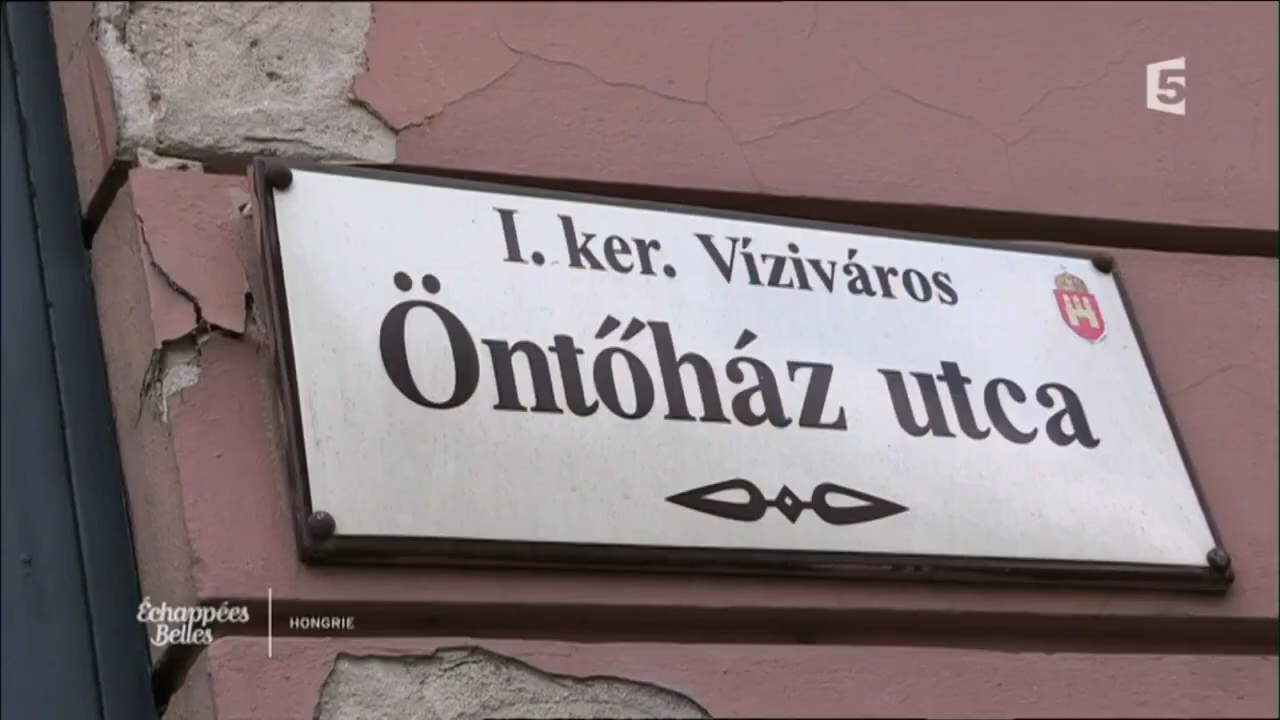 5
I. ker. Víziváros
Öntőház utca
Échappées
Belles
HONGRIE